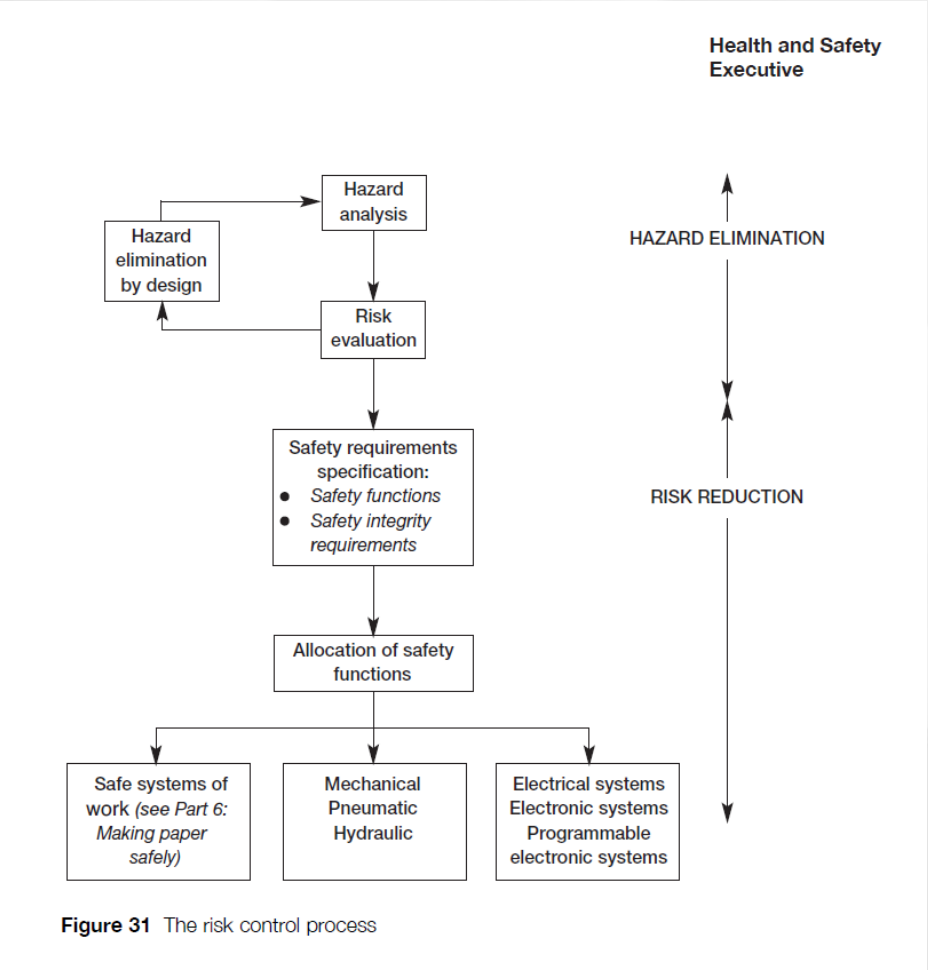 Health and Safety
Executive
Hazard
analysis
HAZARD ELIMINATION
Hazard
elimination
by design
Risk
evaluation
Safety requirements
specification:
● Safety functions
● Safety integrity
requirements
RISK REDUCTION
Allocation of safety
functions
Safe systems of
work (see Part 6:
Making paper
safely)
Mechanical
Pneumatic
Hydraulic
Electrical systems
Electronic systems
Programmable
electronic systems
Figure 31 The risk control process